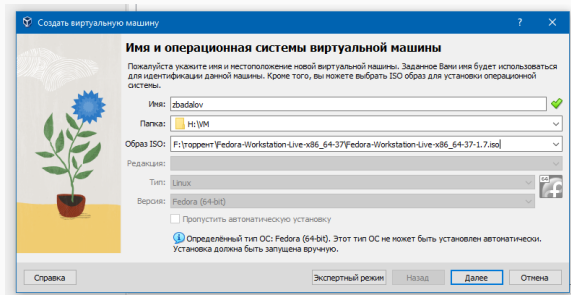 Создать виртуальную машину
? ×
Имя и операционная системы виртуальной машины
Пожалуйста укажите имя и местоположение новой виртуальной машины. Заданное Вами имя будет использоваться
для идентификации данной машины. Кроме того, вы можете выбрать ISO образ для установки операционной
системы.
Имя: zbadalov
Папка: H:\VM
Образ ISO: F:\торрент\Fedora-Workstation-Live-x86_64-37\Fedora-Workstation-Live-x86_64-37-1.7.iso
Редакция:
Тип: Linux
64
Версия: Fedora (64-bit)
Пропустить автоматическую установку
Определённый тип ОС: Fedora (64-bit). Этот тип ОС не может быть установлен автоматически.
Установка должна быть запущена вручную.
Справка Экспертный режим Назад Далее Отмена